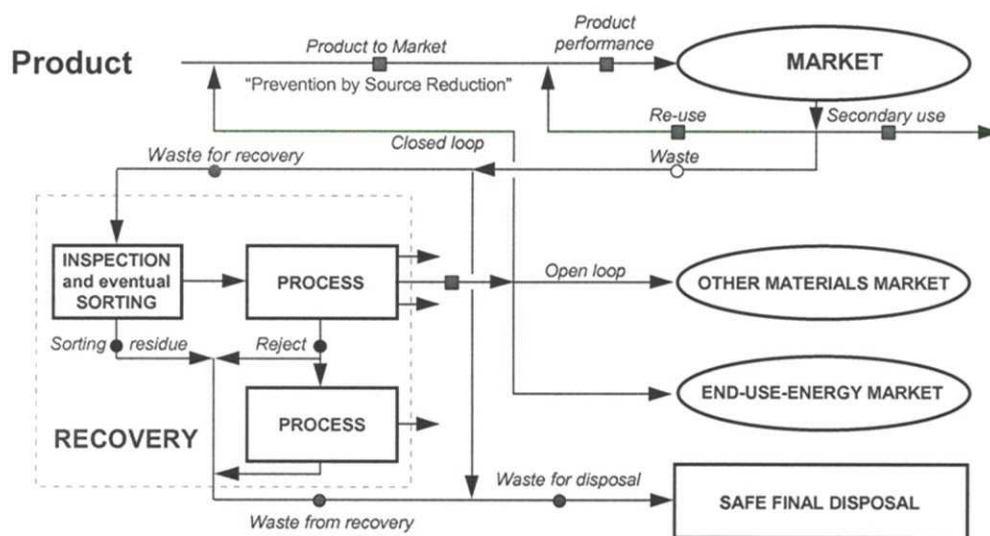 Product
Product to Market
Product
performance
MARKET
"Prevention by Source Reduction"
Re-use
Secondary use
Closed loop
Waste for recovery
Waste
INSPECTION
and eventual
SORTING
PROCESS
Open loop
OTHER MATERIALS MARKET
Sorting residue
Reject
END-USE-ENERGY MARKET
PROCESS
RECOVERY
Waste for disposal
SAFE FINAL DISPOSAL
Waste from recovery